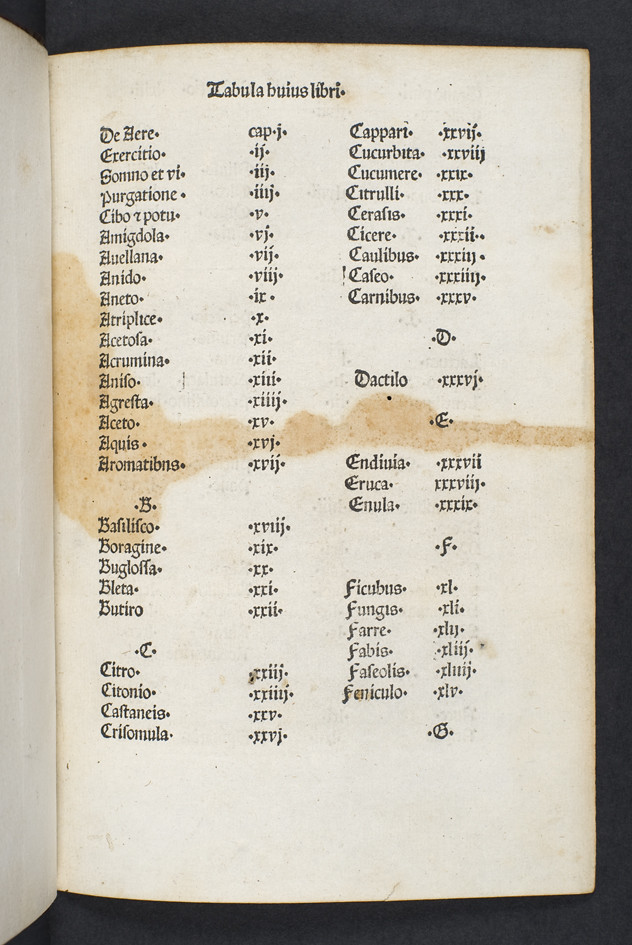 Tabula huius libri·
De Aere· cap·j·
Exercitio· ·ij·
Somno et vi· ·iij·
Purgatione· ·iiij·
Cibo ⁊ potu· ·v·
Amigdola· ·vj·
Auellana· ·vij·
Anido· ·viij·
Aneto· ·ix·
Atriplice· ·x·
Acetosa· ·xi·
Acrumina· ·xii·
Aniso· ·xiii·
Agresta· ·xiiij·
Aceto· ·xv·
Aquis· ·xvj·
Aromatibns· ·xvij·
·B·
Basilisco· ·xviij·
Boragine· ·xix·
Buglossa· ·xx·
Bleta· ·xxi·
Butiro ·xxii·
·C·
Citro· ·xxiij·
Citonio· ·xxiiij·
Castaneis· ·xxv·
Crisomula· ·xxvj·
Cappari· ·xxvij·
Cucurbita· ·xxviij
Cucumere· ·xxix·
Citrulli· ·xxx·
Cerasis· ·xxxi·
Cicere· ·xxxii·
Caulibus· ·xxxiij·
Caseo· ·xxxiiij·
Carnibus· ·xxxv·
·D·
Dactilo ·xxxvj·
·E·
Endiuia· ·xxxvii
Eruca· xxxviij·
Enula· ·xxxix·
·F·
Ficubus· ·xl·
Fungis· ·xli·
Farre· ·xlij·
Fabis· ·xliij·
Faseolis· ·xliiij·
Feniculo· ·xlv·
·G·